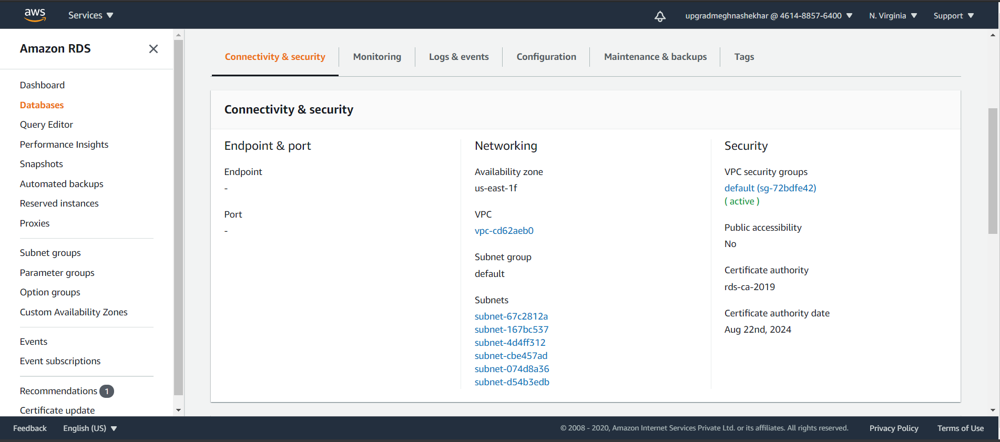 aws
Services
upgradmeghnashekhar @ 4614-8857-6400
N. Virginia
Support
Amazon RDS
Dashboard
Databases
Query Editor
Performance Insights
Snapshots
Automated backups
Reserved instances
Proxies
Subnet groups
Parameter groups
Option groups
Custom Availability Zones
Events
Event subscriptions
Recommendations 1
Certificate update
Connectivity & security
Monitoring
Logs & events
Configuration
Maintenance & backups
Tags
Connectivity & security
Endpoint & port
Endpoint
-
Port
-
Networking
Availability zone
us-east-1f
VPC
vpc-cd62aeb0
Subnet group
default
Subnets
subnet-67c2812a
subnet-167bc537
subnet-4d4ff312
subnet-cbe457ad
subnet-074d8a36
subnet-d54b3edb
Security
VPC security groups
default (sg-72bdfe42)
( active )
Public accessibility
No
Certificate authority
rds-ca-2019
Certificate authority date
Aug 22nd, 2024
Feedback
English (US)
© 2008 - 2020, Amazon Internet Services Private Ltd. or its affiliates. All rights reserved.
Privacy Policy
Terms of Use